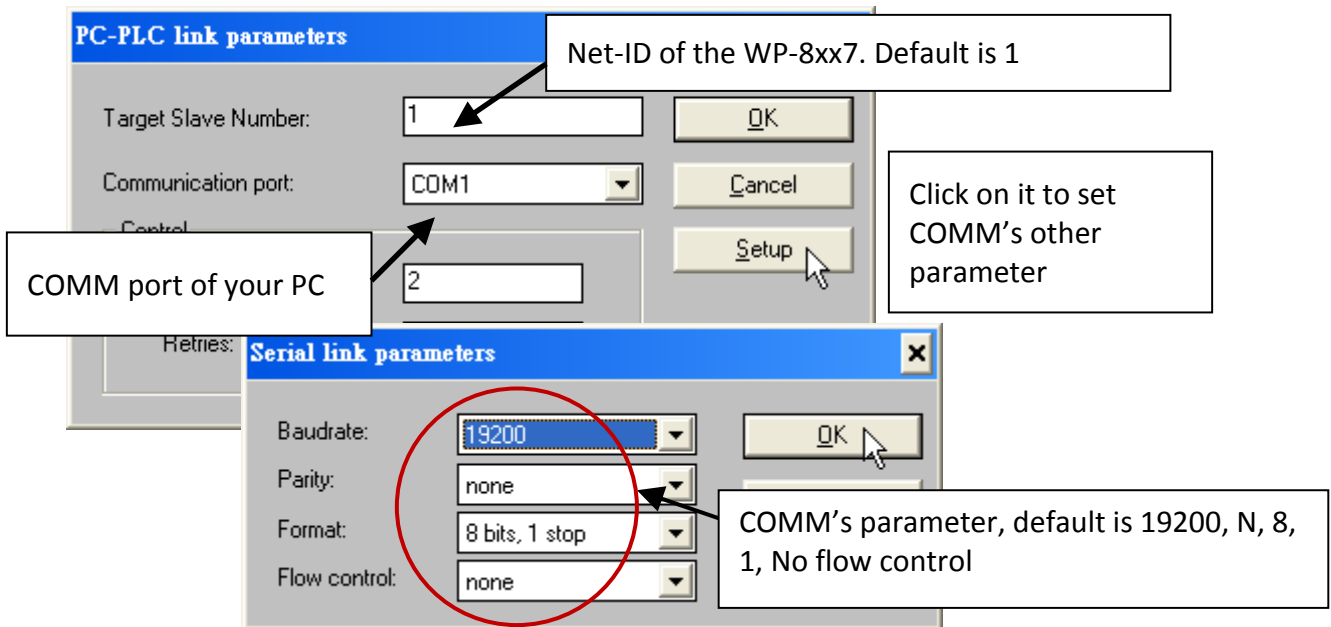 PC-PLC link parameters
Net-ID of the WP-8xx7. Default is 1
Target Slave Number:
1
OK
Communication port:
COM1
Cancel
Click on it to set
COMM's other
parameter
Control
Setup
COMM port of your PC
2
Retries:
Serial link parameters
Baudrate:
19200
OK
Parity:
none
COMM's parameter, default is 19200, N, 8,
1, No flow control
Format:
8 bits, 1 stop
Flow control:
none